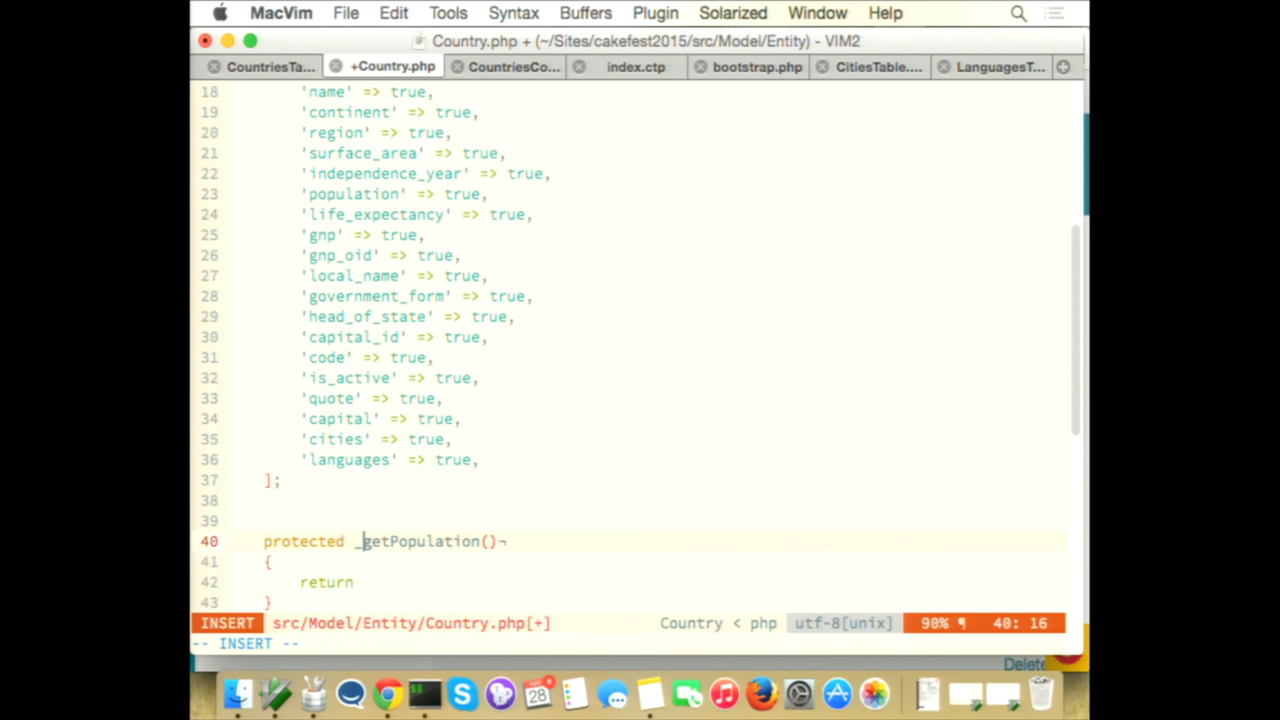 MacVim File Edit Tools Syntax Buffers Plugin Solarized Window Help
Country.php + (~/Sites/cakefest2015/src/Model/Entity) - VIM2
CountriesTa... +Country.php CountriesCo... index.ctp bootstrap.php CitiesTable.... LanguagesT...
18 'name' => true,
19 'continent' => true,
20 'region' => true,
21 'surface_area' => true,
22 'independence_year' => true,
23 'population' => true,
24 'life_expectancy' => true,
25 'gnp' => true,
26 'gnp_oid' => true,
27 'local_name' => true,
28 'government_form' => true,
29 'head_of_state' => true,
30 'capital_id' => true,
31 'code' => true,
32 'is_active' => true,
33 'quote' => true,
34 'capital' => true,
35 'cities' => true,
36 'languages' => true,
37 ];
38
39
40 protected _getPopulation()¬
41 {
42 return
43 }
INSERT src/Model/Entity/Country.php[+] Country < php utf-8[unix] 90% ¶ 40: 16
-- INSERT --
Delete
28